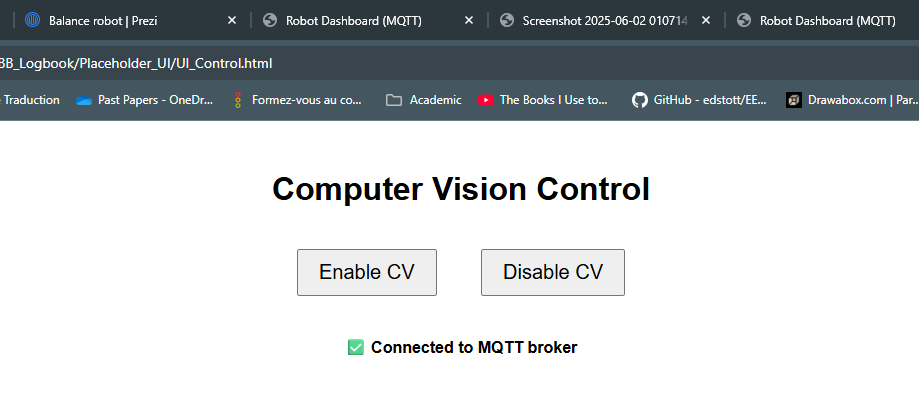 Balance robot | Prezi
Robot Dashboard (MQTT)
Screenshot 2025-06-02 010714
Robot Dashboard (MQTT)
BB_Logbook/Placeholder_UI/UI_Control.html
Traduction
Past Papers - OneDr...
Formez-vous au co...
Academic
The Books I Use to...
GitHub - edstott/EE...
Drawabox.com | Par...
Computer Vision Control
Enable CV
Disable CV
✅ Connected to MQTT broker